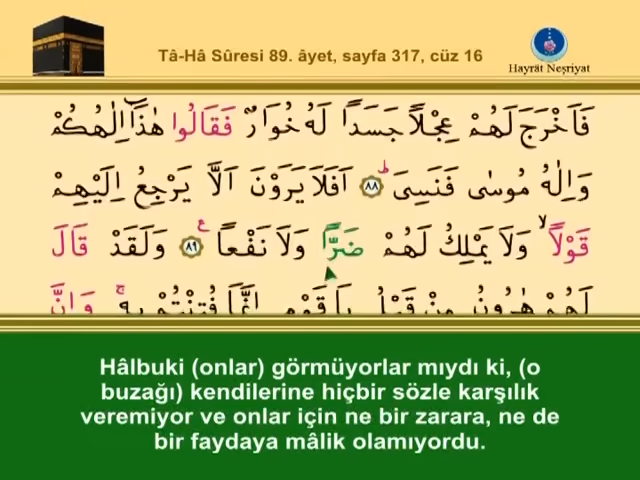 Tâ-Hâ Sûresi 89. âyet, sayfa 317, cüz 16
Hayrât Neşriyat
فَاَخْرَجَ لَهُمْ عِجْلًا جَسَدًا لَهُ خُوَارٌ فَقَالُوا هٰذَٓا اِلٰهُكُمْ
وَاِلٰهُ مُوسٰى فَنَسِىَ ۜ ﴿٨٨﴾ اَفَلَا يَرَوْنَ اَلَّا يَرْجِعُ اِلَيْهِمْ
قَوْلًا ۙ وَلَا يَمْلِكُ لَهُمْ ضَرًّا وَلَا نَفْعًا ﴿٨٩﴾ وَلَقَدْ قَالَ
لَهُمْ هٰرُونُ مِنْ قَبْلُ يَا قَوْمِ اِنَّمَا فُتِنْتُمْ بِهٖ ۚ وَاِنَّ
Hâlbuki (onlar) görmüyorlar mıydı ki, (o
buzağı) kendilerine hiçbir sözle karşılık
veremiyor ve onlar için ne bir zarara, ne de
bir faydaya mâlik olamıyordu.